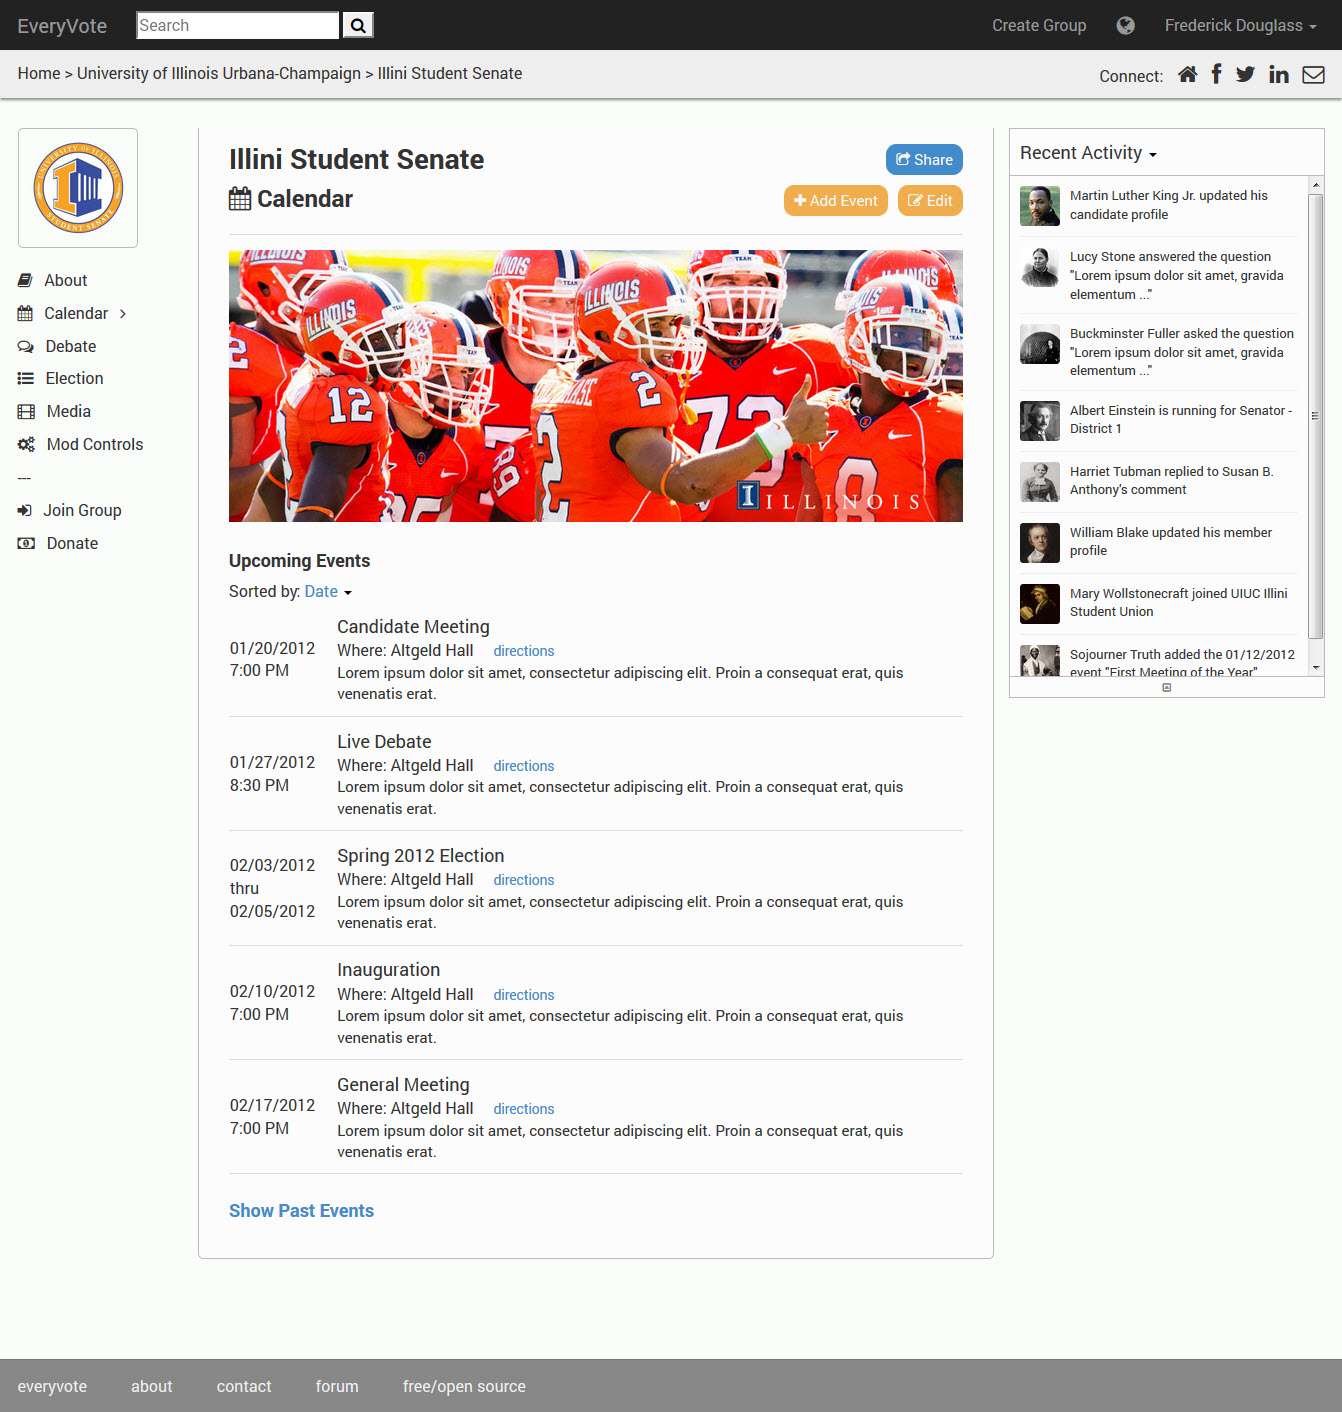 EveryVote
Search
Create Group
Frederick Douglass
Home > University of Illinois Urbana-Champaign > Illini Student Senate
Connect:
UNIVERSITY OF ILLINOIS
STUDENT SENATE
About
Calendar
Debate
Election
Media
Mod Controls
---
Join Group
Donate
Illini Student Senate
Share
Calendar
Add Event
Edit
ILLINOIS
ILLINOIS
ILLINOIS
ILLINOIS
ILLINOIS
TEAM
TEAM
12
2
2
73
8
ILLINOIS
Upcoming Events
Sorted by: Date
01/20/2012
7:00 PM
Candidate Meeting
Where: Altgeld Hall directions
Lorem ipsum dolor sit amet, consectetur adipiscing elit. Proin a consequat erat, quis
venenatis erat.
01/27/2012
8:30 PM
Live Debate
Where: Altgeld Hall directions
Lorem ipsum dolor sit amet, consectetur adipiscing elit. Proin a consequat erat, quis
venenatis erat.
02/03/2012
thru
02/05/2012
Spring 2012 Election
Where: Altgeld Hall directions
Lorem ipsum dolor sit amet, consectetur adipiscing elit. Proin a consequat erat, quis
venenatis erat.
02/10/2012
7:00 PM
Inauguration
Where: Altgeld Hall directions
Lorem ipsum dolor sit amet, consectetur adipiscing elit. Proin a consequat erat, quis
venenatis erat.
02/17/2012
7:00 PM
General Meeting
Where: Altgeld Hall directions
Lorem ipsum dolor sit amet, consectetur adipiscing elit. Proin a consequat erat, quis
venenatis erat.
Show Past Events
Recent Activity
Martin Luther King Jr. updated his
candidate profile
Lucy Stone answered the question
"Lorem ipsum dolor sit amet, gravida
elementum ..."
Buckminster Fuller asked the question
"Lorem ipsum dolor sit amet, gravida
elementum ..."
Albert Einstein is running for Senator -
District 1
Harriet Tubman replied to Susan B.
Anthony's comment
William Blake updated his member
profile
Mary Wollstonecraft joined UIUC Illini
Student Union
Sojourner Truth added the 01/12/2012
event "First Meeting of the Year"
everyvote
about
contact
forum
free/open source